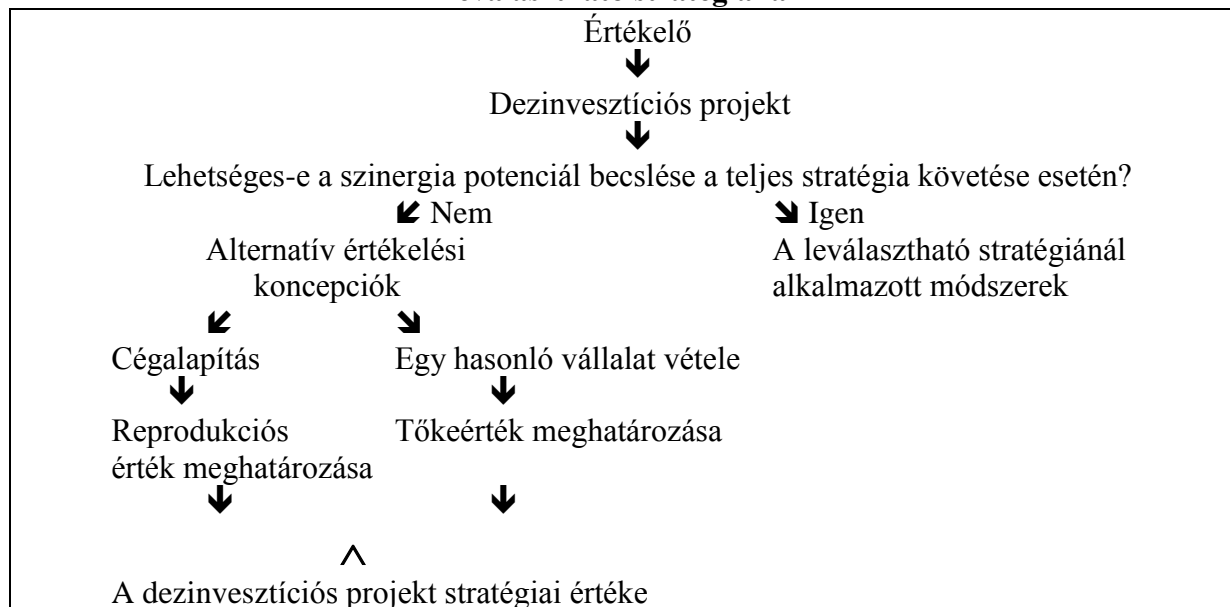 Értékelő
Dezinvesztíciós projekt
Lehetséges-e a szinergia potenciál becslése a teljes stratégia követése esetén?
Nem Igen
Alternatív értékelési A leválasztható stratégiánál
koncepciók alkalmazott módszerek
Cégalapítás Egy hasonló vállalat vétele
Reprodukciós Tőkeérték meghatározása
érték meghatározása
A dezinvesztíciós projekt stratégiai értéke